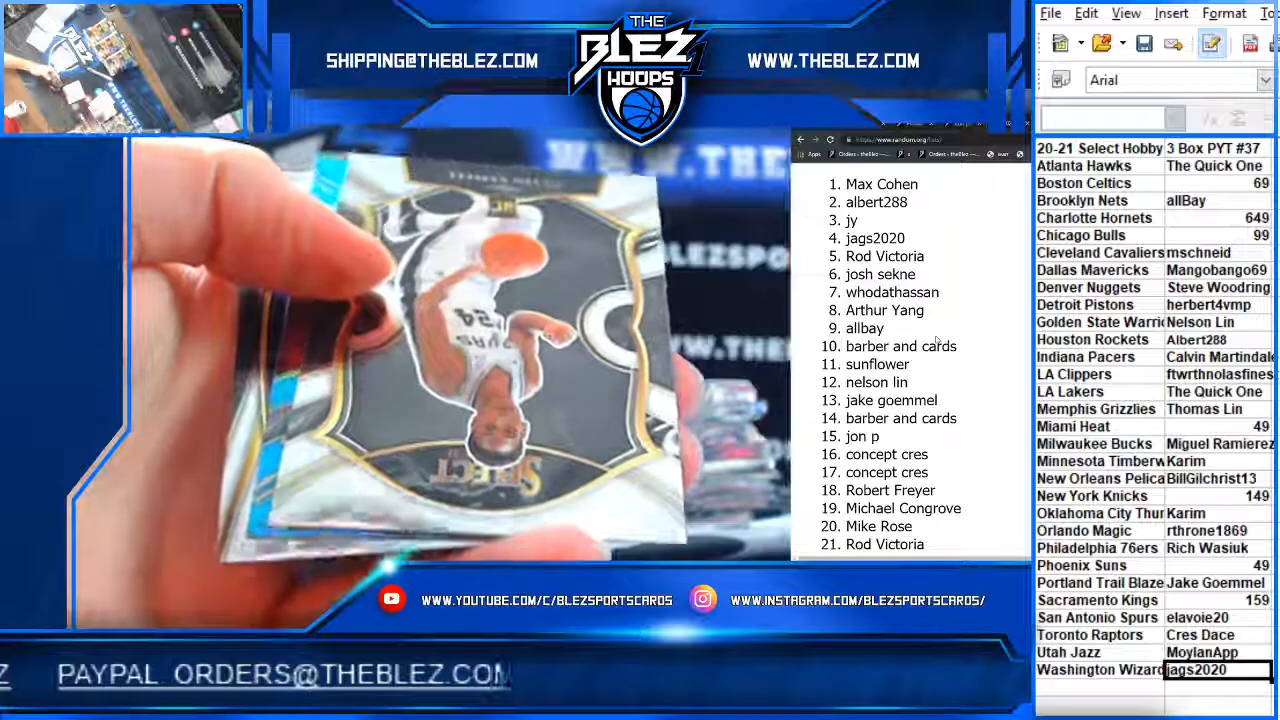 SHIPPING@THEBLEZ.COM
THE
BLEZ
HOOPS
1
WWW.THEBLEZ.COM
SELECT
24
1. Max Cohen
2. albert288
3. jy
4. jags2020
5. Rod Victoria
6. josh sekne
7. whodathassan
8. Arthur Yang
9. allbay
10. barber and cards
11. sunflower
12. nelson lin
13. jake goemmel
14. barber and cards
15. jon p
16. concept cres
17. concept cres
18. Robert Freyer
19. Michael Congrove
20. Mike Rose
21. Rod Victoria
File Edit View Insert Format To
Arial
20-21 Select Hobby 3 Box PYT #37
Atlanta Hawks The Quick One
Boston Celtics 69
Brooklyn Nets allBay
Charlotte Hornets 649
Chicago Bulls 99
Cleveland Cavaliers mschneid
Dallas Mavericks Mangobango69
Denver Nuggets Steve Woodring
Detroit Pistons herbert4vmp
Golden State Warric Nelson Lin
Houston Rockets Albert288
Indiana Pacers Calvin Martindale
LA Clippers ftwrthnolasfines
LA Lakers The Quick One
Memphis Grizzlies Thomas Lin
Miami Heat 49
Milwaukee Bucks Miguel Ramierez
Minnesota Timberw Karim
New Orleans Pelica BillGilchrist13
New York Knicks 149
Oklahoma City Thur Karim
Orlando Magic rthrone1869
Philadelphia 76ers Rich Wasiuk
Phoenix Suns 49
Portland Trail Blaze Jake Goemmel
Sacramento Kings 159
San Antonio Spurs elavoie20
Toronto Raptors Cres Dace
Utah Jazz MoylanApp
Washington Wizard jags2020
WWW.YOUTUBE.COM/C/BLEZSPORTSCARDS
WWW.INSTAGRAM.COM/BLEZSPORTSCARDS/
Z PAYPAL ORDERS@THEBLEZ.COM